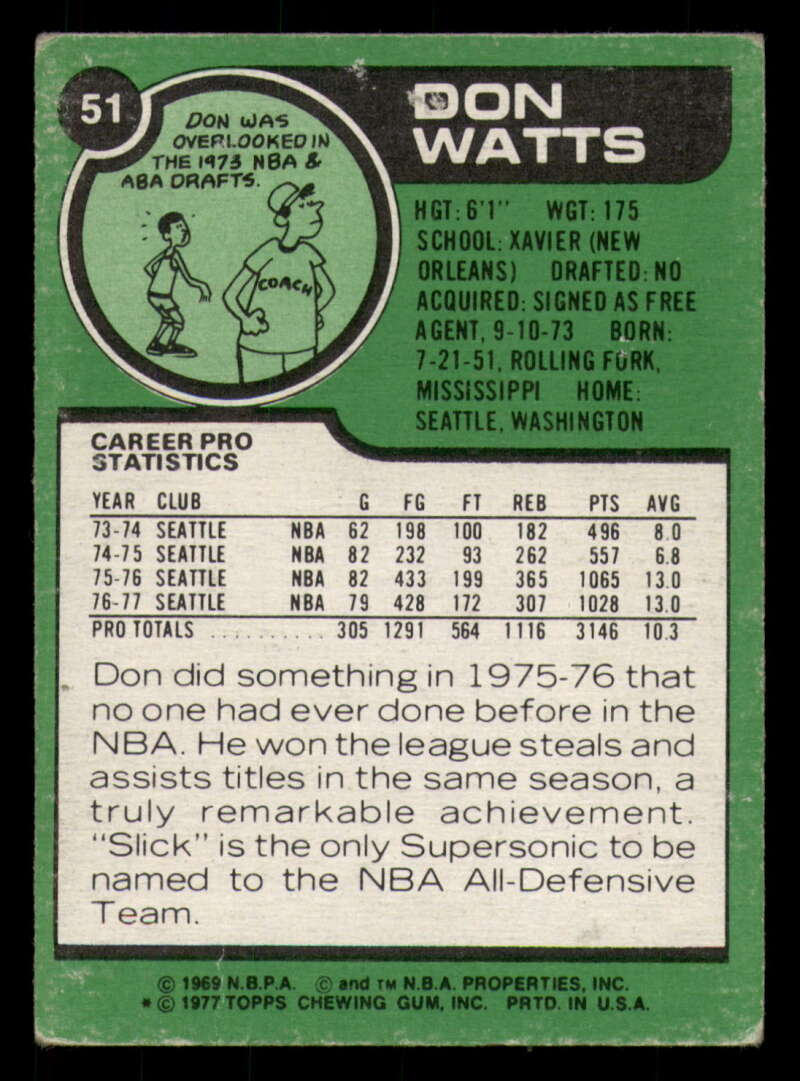 51
DON WAS
OVERLOOKED IN
THE 1973 NBA &
ABA DRAFTS.
COACH
DON
WATTS
HGT: 6'1" WGT: 175
SCHOOL: XAVIER (NEW
ORLEANS) DRAFTED: NO
ACQUIRED: SIGNED AS FREE
AGENT, 9-10-73 BORN:
7-21-51, ROLLING FORK,
MISSISSIPPI HOME:
SEATTLE, WASHINGTON
CAREER PRO
STATISTICS
YEAR CLUB G FG FT REB PTS AVG
73-74 SEATTLE NBA 62 198 100 182 496 8.0
74-75 SEATTLE NBA 82 232 93 262 557 6.8
75-76 SEATTLE NBA 82 433 199 365 1065 13.0
76-77 SEATTLE NBA 79 428 172 307 1028 13.0
PRO TOTALS .......... 305 1291 564 1116 3146 10.3
Don did something in 1975-76 that
no one had ever done before in the
NBA. He won the league steals and
assists titles in the same season, a
truly remarkable achievement.
"Slick" is the only Supersonic to be
named to the NBA All-Defensive
Team.
© 1969 N.B.P.A. © and TM N.B.A. PROPERTIES, INC.
* © 1977 TOPPS CHEWING GUM, INC. PRTD. IN U.S.A.